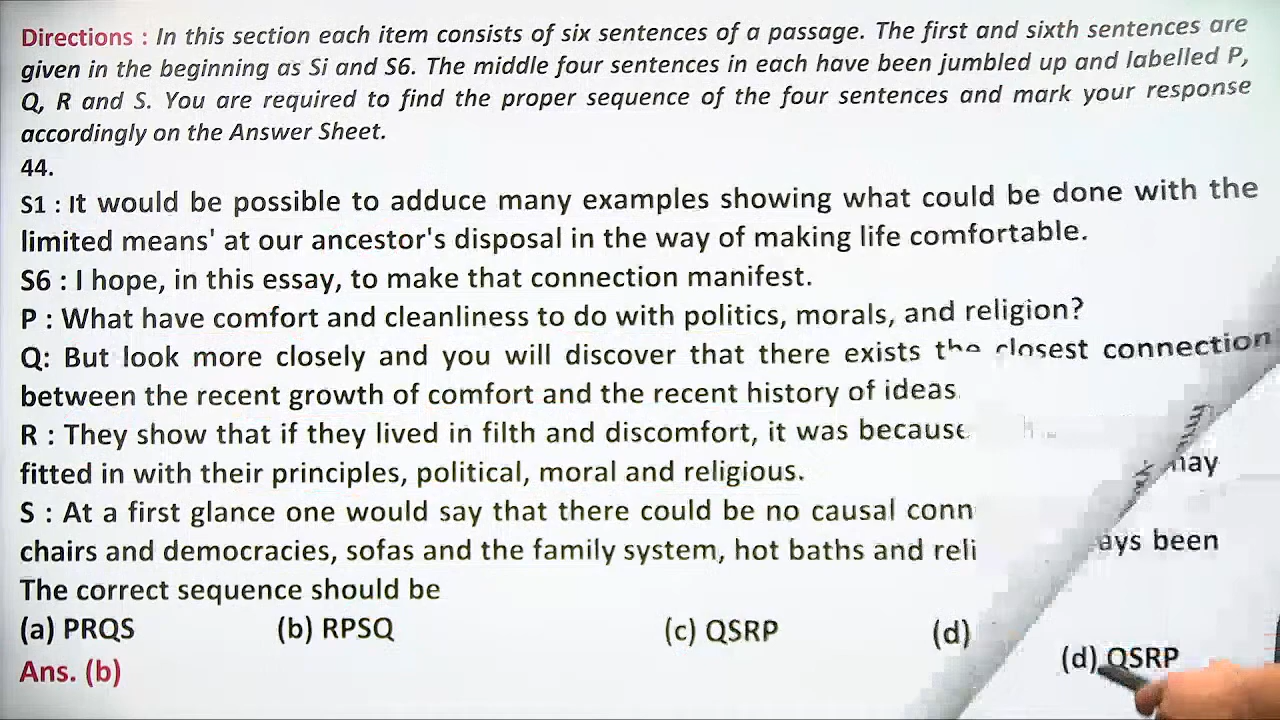 Directions : In this section each item consists of six sentences of a passage. The first and sixth sentences are
given in the beginning as Si and S6. The middle four sentences in each have been jumbled up and labelled P,
Q, R and S. You are required to find the proper sequence of the four sentences and mark your response
accordingly on the Answer Sheet.
44.
S1 : It would be possible to adduce many examples showing what could be done with the
limited means' at our ancestor's disposal in the way of making life comfortable.
S6 : I hope, in this essay, to make that connection manifest.
P : What have comfort and cleanliness to do with politics, morals, and religion?
Q: But look more closely and you will discover that there exists the closest connection
between the recent growth of comfort and the recent history of ideas
R : They show that if they lived in filth and discomfort, it was because
fitted in with their principles, political, moral and religious.
S : At a first glance one would say that there could be no causal conn
chairs and democracies, sofas and the family system, hot baths and reli
been
The correct sequence should be
(a) PRQS (b) RPSQ (c) QSRP (d)
(d) QSRP
Ans. (b)